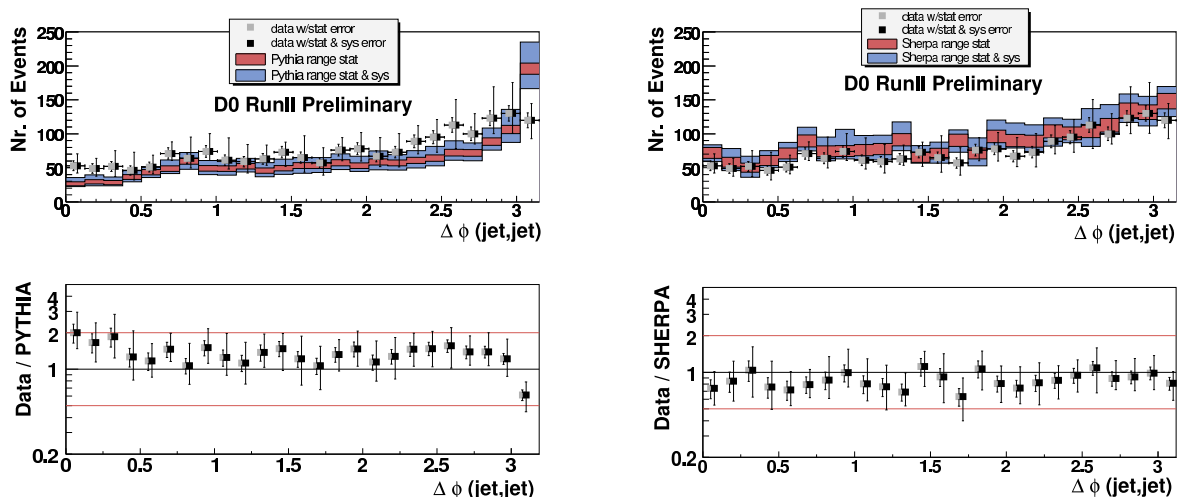 data w/stat error
data w/stat & sys error
Pythia range stat
Pythia range stat & sys
D0 RunII Preliminary
Nr. of Events
250
200
150
100
50
0
0 0.5 1 1.5 2 2.5 3
Δ ϕ (jet,jet)
data w/stat error
data w/stat & sys error
Sherpa range stat
Sherpa range stat & sys
D0 RunII Preliminary
Nr. of Events
250
200
150
100
50
0
0 0.5 1 1.5 2 2.5 3
Δ ϕ (jet,jet)
Data / PYTHIA
4
3
2
1
0.2
0 0.5 1 1.5 2 2.5 3
Δ ϕ (jet,jet)
Data / SHERPA
4
3
2
1
0.2
0 0.5 1 1.5 2 2.5 3
Δ ϕ (jet,jet)